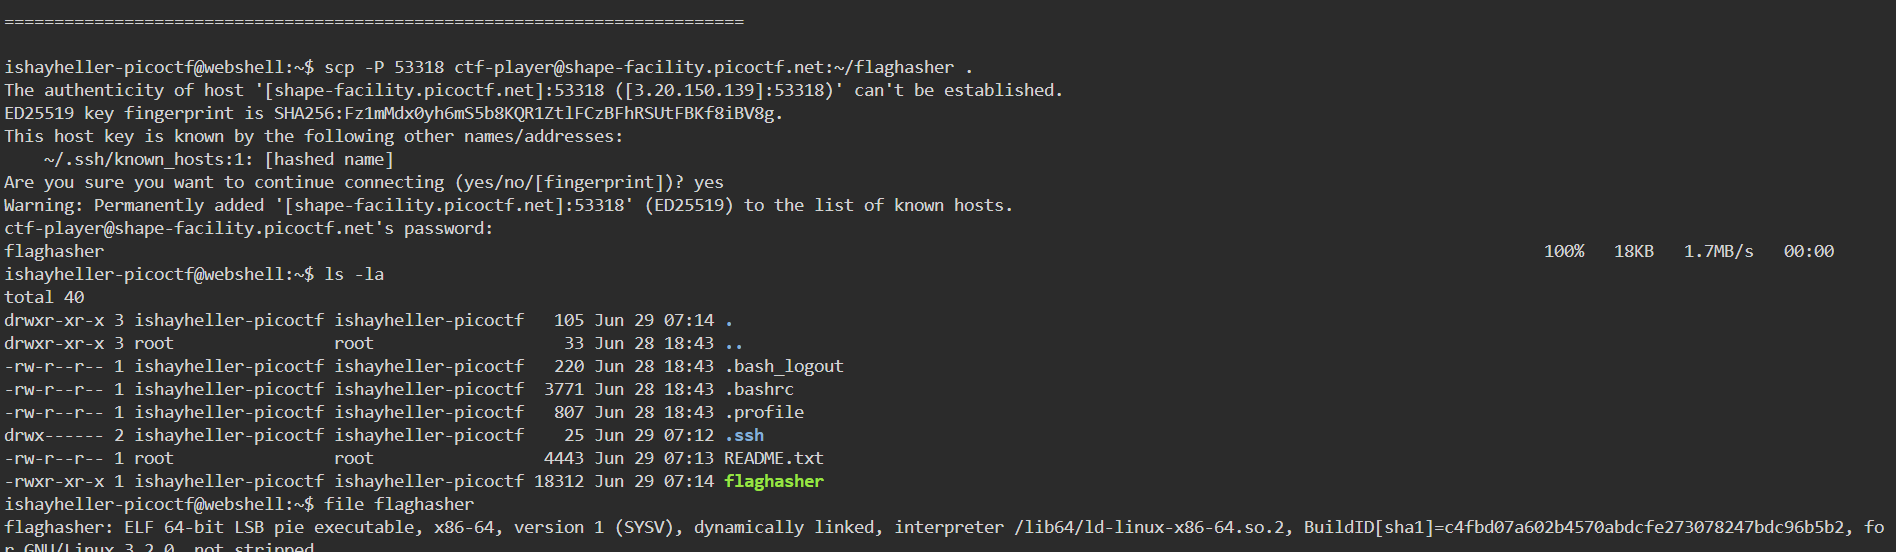 ==========================================================================
ishayheller-picoctf@webshell:~$ scp -P 53318 ctf-player@shape-facility.picoctf.net:~/flaghasher .
The authenticity of host '[shape-facility.picoctf.net]:53318 ([3.20.150.139]:53318)' can't be established.
ED25519 key fingerprint is SHA256:Fz1mMdx0yh6mS5b8KQR1ZtlFCzBFhRSUtFBKf8iBV8g.
This host key is known by the following other names/addresses:
    ~/.ssh/known_hosts:1: [hashed name]
Are you sure you want to continue connecting (yes/no/[fingerprint])? yes
Warning: Permanently added '[shape-facility.picoctf.net]:53318' (ED25519) to the list of known hosts.
ctf-player@shape-facility.picoctf.net's password:
flaghasher 100% 18KB 1.7MB/s 00:00
ishayheller-picoctf@webshell:~$ ls -la
total 40
drwxr-xr-x 3 ishayheller-picoctf ishayheller-picoctf   105 Jun 29 07:14 .
drwxr-xr-x 3 root                root                   33 Jun 28 18:43 ..
-rw-r--r-- 1 ishayheller-picoctf ishayheller-picoctf   220 Jun 28 18:43 .bash_logout
-rw-r--r-- 1 ishayheller-picoctf ishayheller-picoctf  3771 Jun 28 18:43 .bashrc
-rw-r--r-- 1 ishayheller-picoctf ishayheller-picoctf   807 Jun 28 18:43 .profile
drwx------ 2 ishayheller-picoctf ishayheller-picoctf    25 Jun 29 07:12 .ssh
-rw-r--r-- 1 root                root                 4443 Jun 29 07:13 README.txt
-rwxr-xr-x 1 ishayheller-picoctf ishayheller-picoctf 18312 Jun 29 07:14 flaghasher
ishayheller-picoctf@webshell:~$ file flaghasher
flaghasher: ELF 64-bit LSB pie executable, x86-64, version 1 (SYSV), dynamically linked, interpreter /lib64/ld-linux-x86-64.so.2, BuildID[sha1]=c4fbd07a602b4570abdcfe273078247bdc96b5b2, fo
r GNU/Linux 3.2.0, not stripped